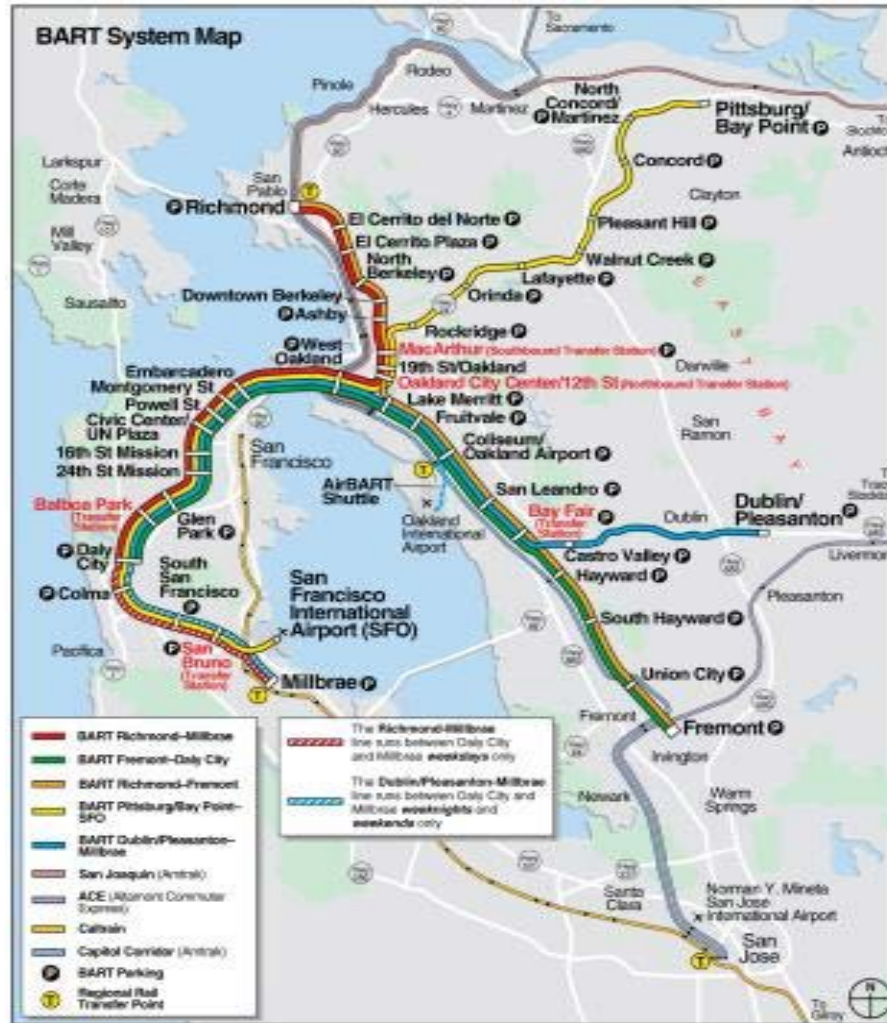 BART System Map
To
Sacramento
Rodeo
Pinole
Hercules
Martinez
North
Concord/
Martinez P
Pittsburg/
Bay Point P
To
Antioch
Larkspur
Corte
Madera
Mill
Valley
Sausalito
San
Pablo
T
P Richmond
Concord P
Clayton
El Cerrito del Norte P
El Cerrito Plaza P
North
Berkeley P
Pleasant Hill P
Walnut Creek P
Lafayette P
Orinda P
Downtown Berkeley
P Ashby
Rockridge P
P West
Oakland
MacArthur (Southbound Transfer Station) P
19th St/Oakland
Oakland City Center/12th St (Northbound Transfer Station)
Danville
Embarcadero
Montgomery St
Powell St
Civic Center/
UN Plaza
16th St Mission
24th St Mission
San
Francisco
Lake Merritt P
Fruitvale P
Coliseum/
Oakland Airport P
San
Ramon
T
AirBART
Shuttle
Oakland
International
Airport
San Leandro P
Bay Fair P
(Transfer
Station)
Dublin
Dublin/
Pleasanton P
Balboa Park
(Transfer
Station)
Glen
Park P
P Daly
City
P Colma
South
San
Francisco
P
San
Francisco
International
Airport (SFO)
Castro Valley P
Hayward P
Livermore
Pleasanton
South Hayward P
Pacifica
P San
Bruno
(Transfer
Station)
T
Millbrae P
Union City P
Fremont
Fremont P
Irvington
Newark
Warm
Springs
BART Richmond–Millbrae
BART Fremont–Daly City
BART Richmond–Fremont
BART Pittsburg/Bay Point–
SFO
BART Dublin/Pleasanton–
Millbrae
San Joaquin (Amtrak)
ACE (Altamont Commuter
Express)
Caltrain
Capitol Corridor (Amtrak)
P BART Parking
T Regional Rail
Transfer Point
The Richmond-Millbrae
line runs between Daly City
and Millbrae weekdays only
The Dublin/Pleasanton-Millbrae
line runs between Daly City and
Millbrae weeknights and
weekends only
Santa
Clara
Norman Y. Mineta
San Jose
International Airport
San
Jose
T
To
Gilroy
N